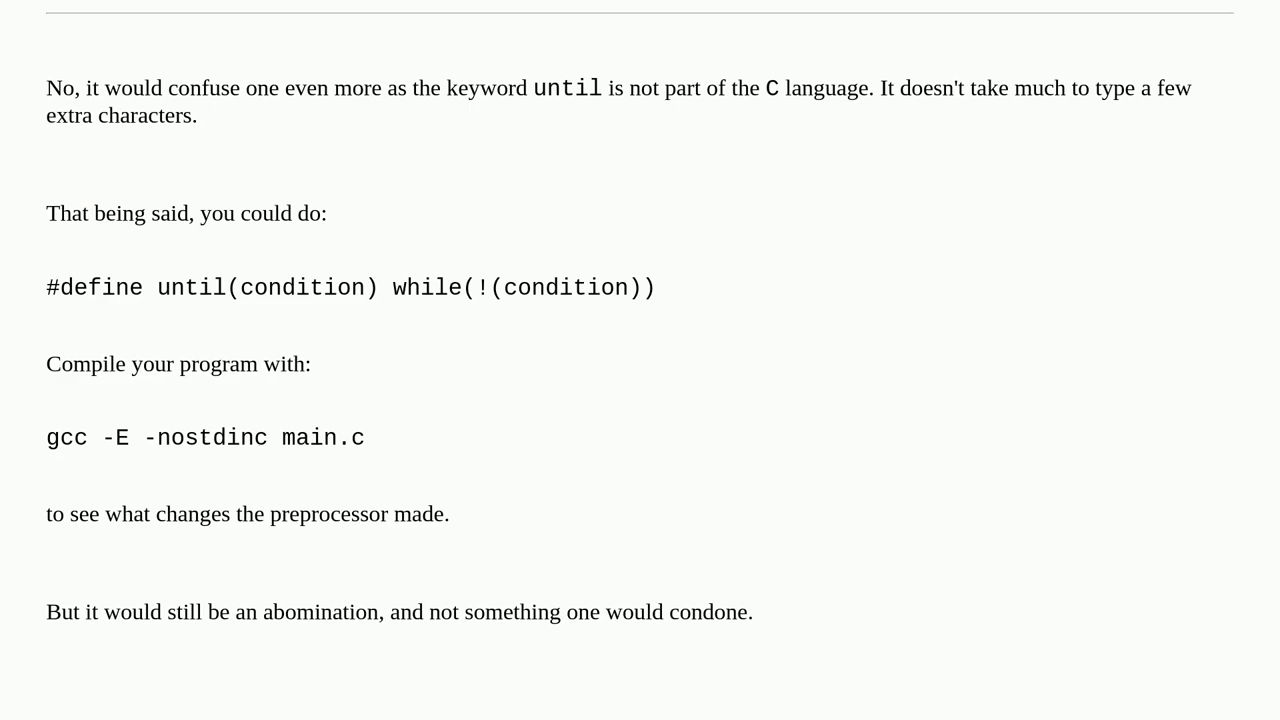 No, it would confuse one even more as the keyword until is not part of the C language. It doesn't take much to type a few
extra characters.
That being said, you could do:
#define until(condition) while(!(condition))
Compile your program with:
gcc -E -nostdinc main.c
to see what changes the preprocessor made.
But it would still be an abomination, and not something one would condone.